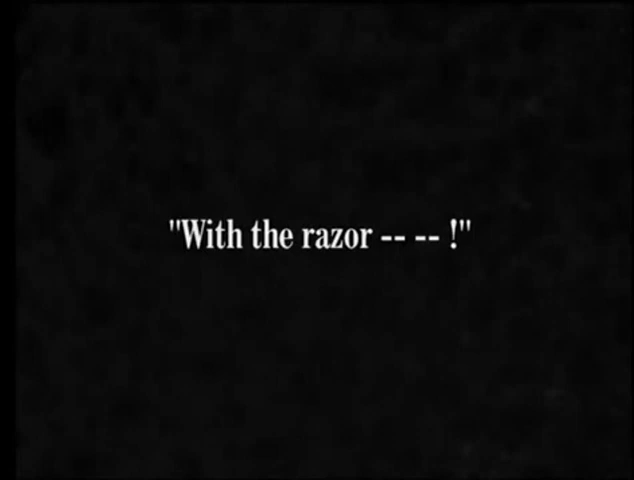 "With the razor -- -- !"